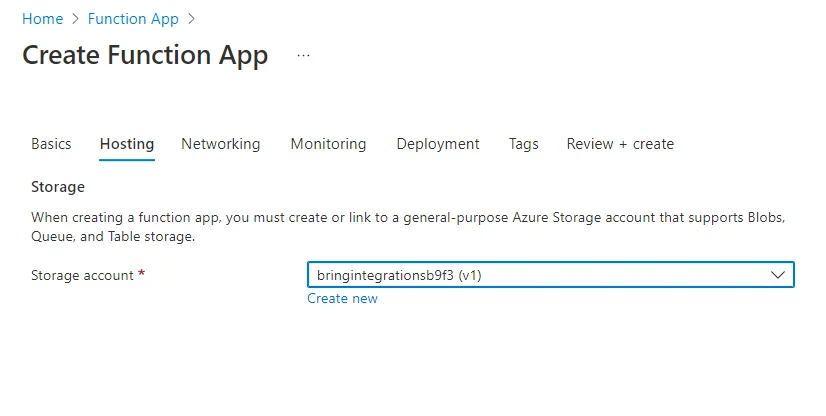 Home > Function App >
Create Function App ...
Basics Hosting Networking Monitoring Deployment Tags Review + create
Storage
When creating a function app, you must create or link to a general-purpose Azure Storage account that supports Blobs,
Queue, and Table storage.
Storage account * bringintegrationsb9f3 (v1)
Create new